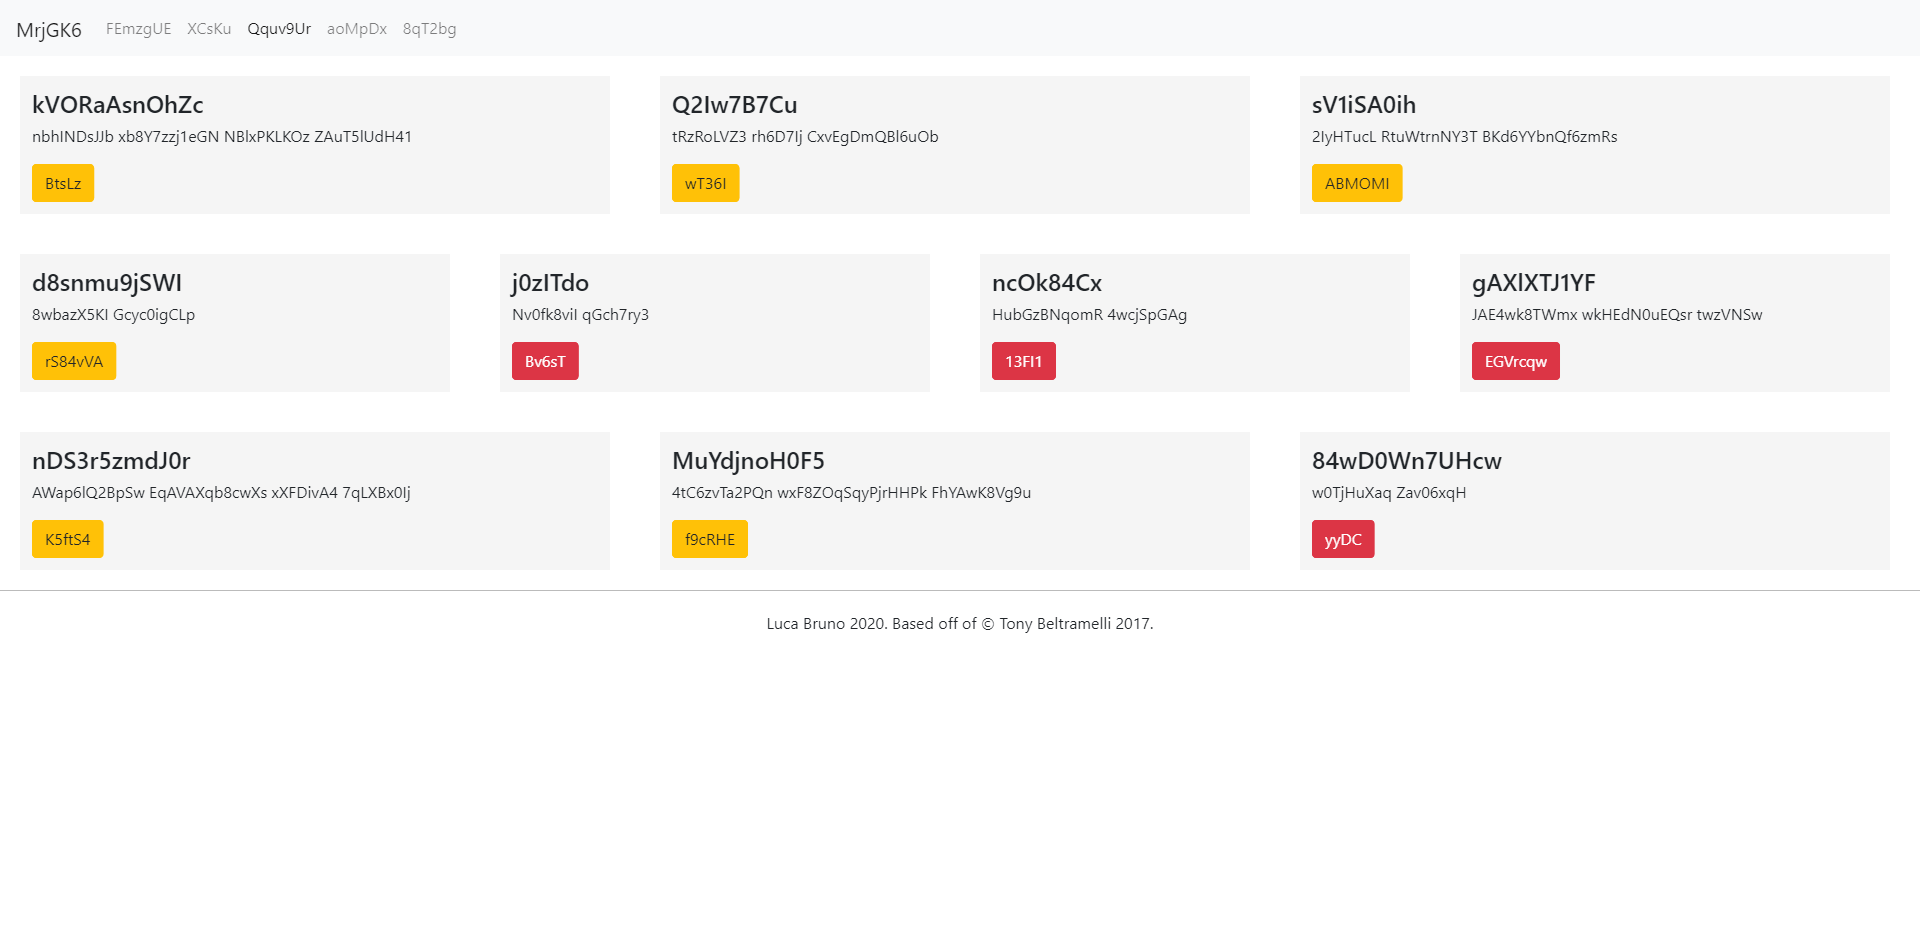 MrjGK6 FEmzgUE XCsKu Qquv9Ur aoMpDx 8qT2bg
kVORaAsnOhZc
nbhINDsJJb xb8Y7zzj1eGN NBlxPKLKOz ZAuT5lUdH41
BtsLz
Q2Iw7B7Cu
tRzRoLVZ3 rh6D7Ij CxvEgDmQBl6uOb
wT36I
sV1iSA0ih
2IyHTucL RtuWtrnNY3T BKd6YYbnQf6zmRs
ABMOMI
d8snmu9jSWI
8wbazX5KI Gcyc0igCLp
rS84vVA
j0zITdo
Nv0fk8viI qGch7ry3
Bv6sT
ncOk84Cx
HubGzBNqomR 4wcjSpGAg
13FI1
gAXlXTJ1YF
JAE4wk8TWmx wkHEdN0uEQsr twzVNSw
EGVrcqw
nDS3r5zmdJ0r
AWap6lQ2BpSw EqAVAXqb8cwXs xXFDivA4 7qLXBx0Ij
K5ftS4
MuYdjnoH0F5
4tC6zvTa2PQn wxF8ZOqSqyPjrHHPk FhYAwK8Vg9u
f9cRHE
84wD0Wn7UHcw
w0TjHuXaq Zav06xqH
yyDC
Luca Bruno 2020. Based off of © Tony Beltramelli 2017.